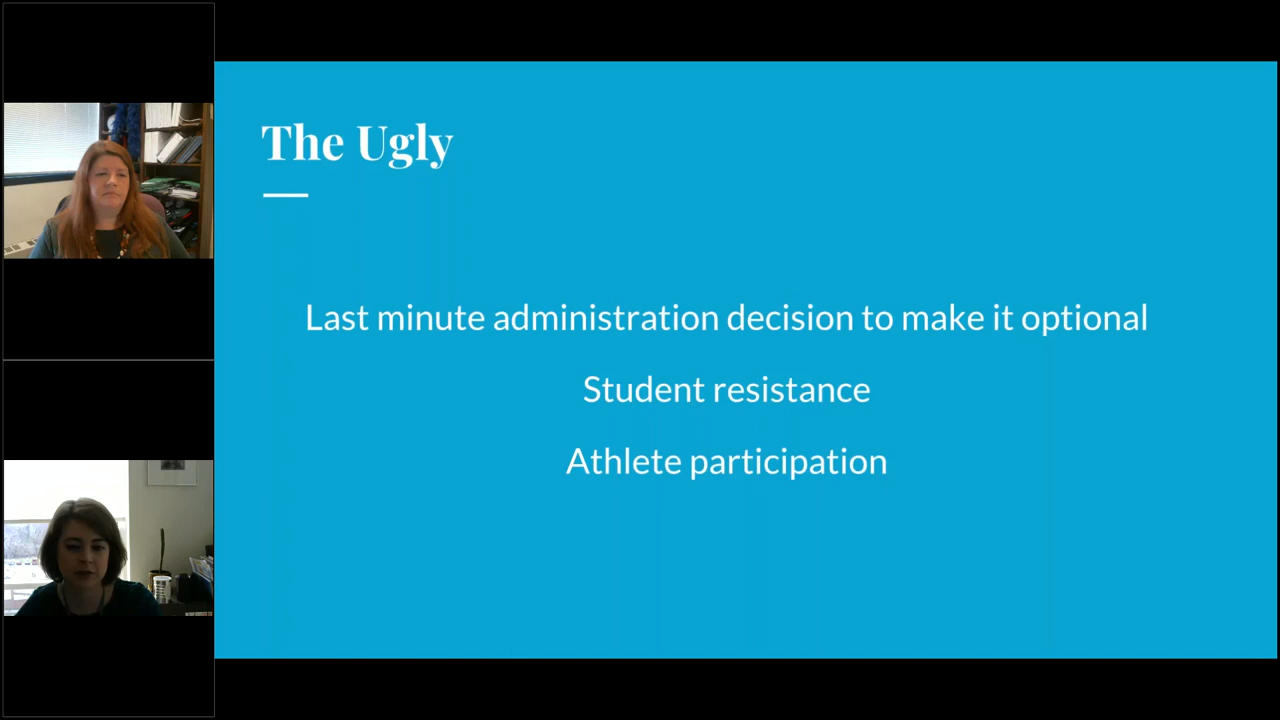 The Ugly
Last minute administration decision to make it optional
Student resistance
Athlete participation